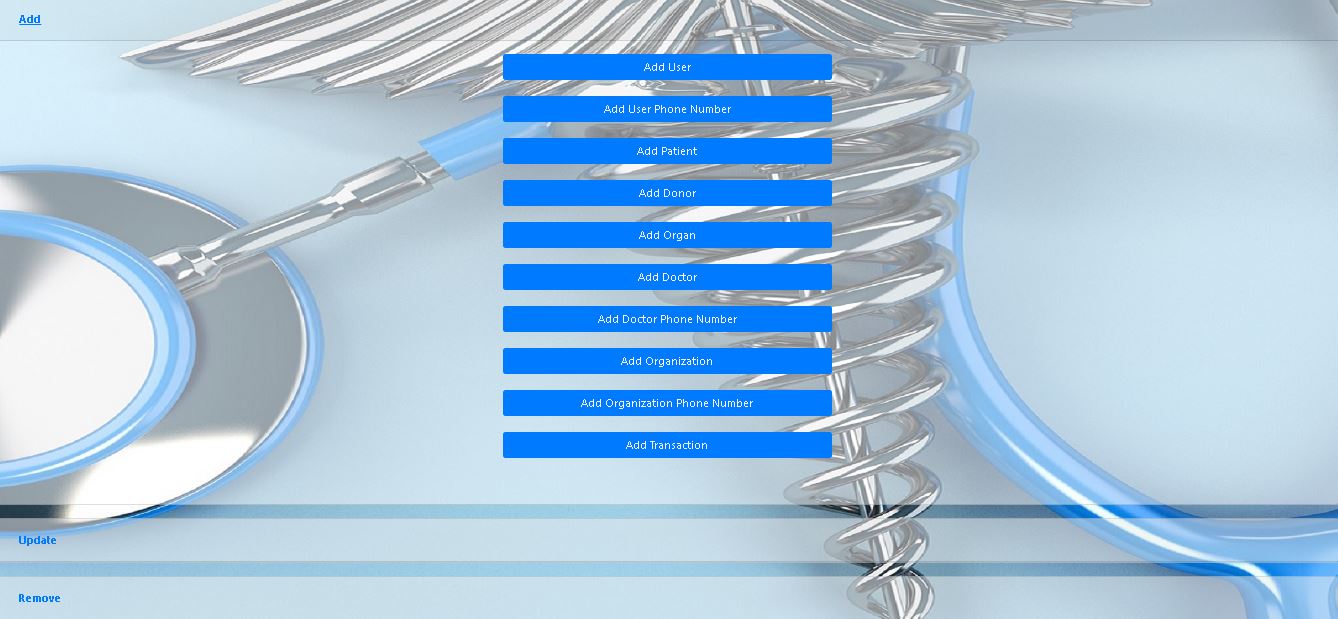 Add
Add User
Add User Phone Number
Add Patient
Add Donor
Add Organ
Add Doctor
Add Doctor Phone Number
Add Organization
Add Organization Phone Number
Add Transaction
Update
Remove